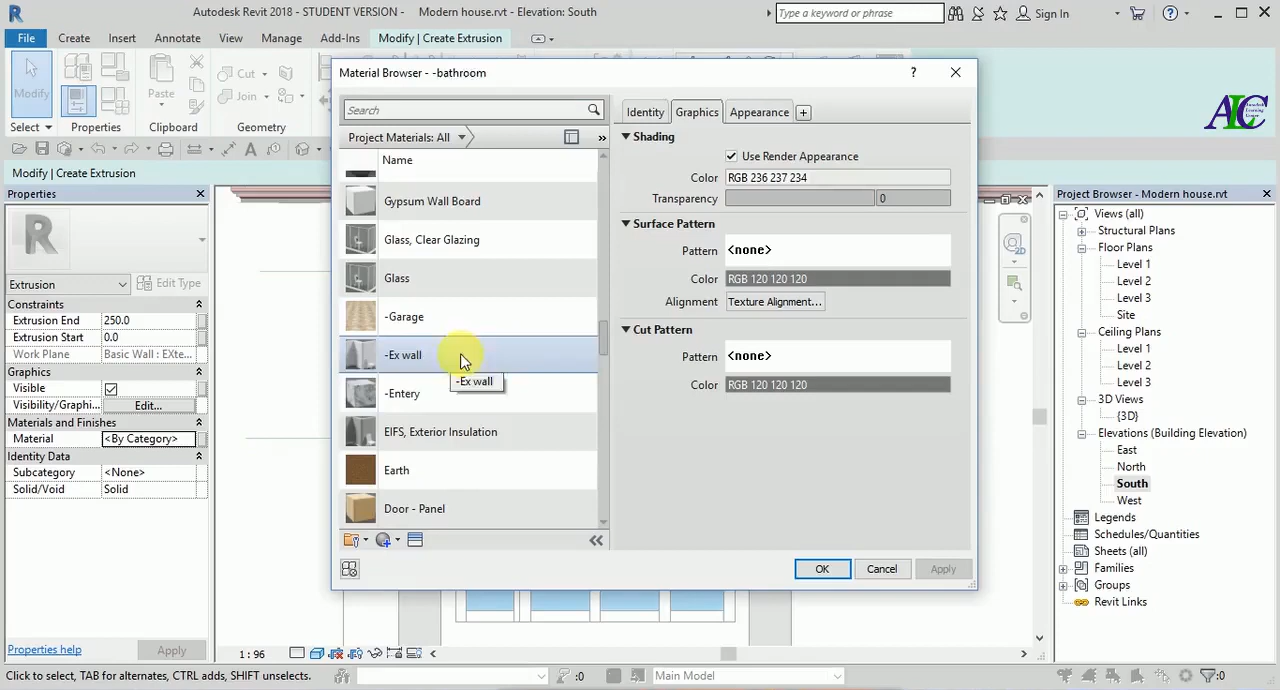 Autodesk Revit 2018 - STUDENT VERSION - Modern house.rvt - Elevation: South
Type a keyword or phrase
Sign In
File Create Insert Annotate View Manage Add-Ins Modify | Create Extrusion
Modify
Paste
Cut
Join
Select Properties Clipboard Geometry
ALC
Modify | Create Extrusion
Properties
Extrusion
Edit Type
Constraints
Extrusion End 250.0
Extrusion Start 0.0
Work Plane Basic Wall : EXte...
Graphics
Visible
Visibility/Graphi... Edit...
Materials and Finishes
Material <By Category>
Identity Data
Subcategory <None>
Solid/Void Solid
Properties help
Apply
Material Browser - -bathroom
Search
Project Materials: All
Name
Gypsum Wall Board
Glass, Clear Glazing
Glass
-Garage
-Ex wall
-Ex wall
-Entery
EIFS, Exterior Insulation
Earth
Door - Panel
Identity Graphics Appearance
Shading
Use Render Appearance
Color RGB 236 237 234
Transparency 0
Surface Pattern
Pattern <none>
Color RGB 120 120 120
Alignment Texture Alignment...
Cut Pattern
Pattern <none>
Color RGB 120 120 120
OK Cancel Apply
2D
Project Browser - Modern house.rvt
Views (all)
Structural Plans
Floor Plans
Level 1
Level 2
Level 3
Site
Ceiling Plans
Level 1
Level 2
Level 3
3D Views
{3D}
Elevations (Building Elevation)
East
North
South
West
Legends
Schedules/Quantities
Sheets (all)
Families
Groups
Revit Links
1 : 96
Click to select, TAB for alternates, CTRL adds, SHIFT unselects.
:0
Main Model
:0